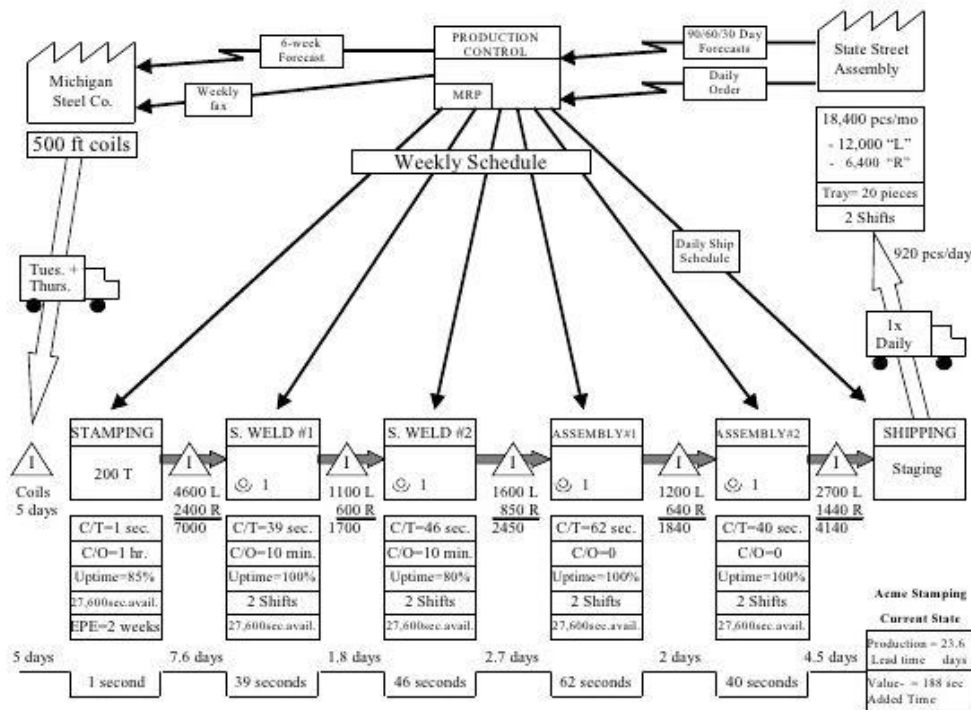 PRODUCTION
CONTROL
MRP
6-week
Forecast
Weekly
fax
90/60/30 Day
Forecasts
Daily
Order
Michigan
Steel Co.
500 ft coils
State Street
Assembly
18,400 pcs/mo
- 12,000 “L”
- 6,400 “R”
Tray= 20 pieces
2 Shifts
Weekly Schedule
Daily Ship
Schedule
920 pcs/day
Tues. +
Thurs.
1x
Daily
I
Coils
5 days
STAMPING
200 T
C/T=1 sec.
C/O=1 hr.
Uptime=85%
27,600sec.avail.
EPE=2 weeks
I
4600 L
2400 R
7000
S. WELD #1
1
C/T=39 sec.
C/O=10 min.
Uptime=100%
2 Shifts
27,600sec.avail.
I
1100 L
600 R
1700
S. WELD #2
1
C/T=46 sec.
C/O=10 min.
Uptime=80%
2 Shifts
27,600sec.avail.
I
1600 L
850 R
2450
ASSEMBLY#1
1
C/T=62 sec.
C/O=0
Uptime=100%
2 Shifts
27,600sec.avail.
I
1200 L
640 R
1840
ASSEMBLY#2
1
C/T=40 sec.
C/O=0
Uptime=100%
2 Shifts
27,600sec.avail.
I
2700 L
1440 R
4140
SHIPPING
Staging
5 days
1 second
7.6 days
39 seconds
1.8 days
46 seconds
2.7 days
62 seconds
2 days
40 seconds
4.5 days
Acme Stamping
Current State
Production = 23.6
Lead time days
Value- = 188 sec
Added Time